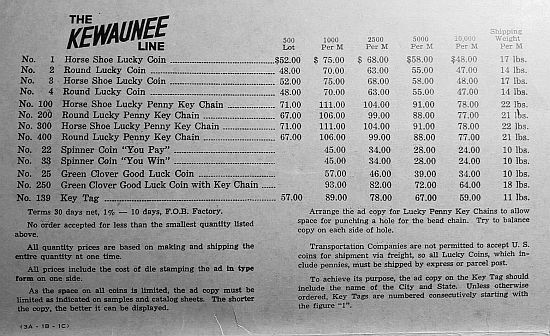 THE
KEWAUNEE
LINE
500 Lot 1000 Per M 2500 Per M 5000 Per M 10,000 Per M Shipping Weight Per M
No. 1 Horse Shoe Lucky Coin $52.00 $ 75.00 $ 68.00 $58.00 $48.00 17 lbs.
No. 2 Round Lucky Coin 48.00 70.00 63.00 55.00 47.00 14 lbs.
No. 3 Horse Shoe Lucky Coin 52.00 75.00 68.00 58.00 48.00 17 lbs.
No. 4 Round Lucky Coin 48.00 70.00 63.00 55.00 47.00 14 lbs.
No. 100 Horse Shoe Lucky Penny Key Chain 71.00 111.00 104.00 91.00 78.00 22 lbs.
No. 200 Round Lucky Penny Key Chain 67.00 106.00 99.00 88.00 77.00 21 lbs.
No. 300 Horse Shoe Lucky Penny Key Chain 71.00 111.00 104.00 91.00 78.00 22 lbs.
No. 400 Round Lucky Penny Key Chain 67.00 106.00 99.00 88.00 77.00 21 lbs.
No. 22 Spinner Coin "You Pay" 45.00 34.00 28.00 24.00 10 lbs.
No. 33 Spinner Coin "You Win" 45.00 34.00 28.00 24.00 10 lbs.
No. 25 Green Clover Good Luck Coin 57.00 46.00 39.00 34.00 10 lbs.
No. 250 Green Clover Good Luck Coin with Key Chain 93.00 82.00 72.00 64.00 18 lbs.
No. 139 Key Tag 57.00 89.00 78.00 67.00 59.00 11 lbs.
Terms 30 days net, 1% — 10 days, F.O.B. Factory.
No order accepted for less than the smallest quantity listed
above.
All quantity prices are based on making and shipping the
entire quantity at one time.
All prices include the cost of die stamping the ad in type
form on one side.
As the space on all coins is limited, the ad copy must be
limited as indicated on samples and catalog sheets. The shorter
the copy, the better it can be displayed.
(3A - 1B - 1C)
Arrange the ad copy for Lucky Penny Key Chains to allow
space for punching a hole for the bead chain. Try to balance
copy on each side of hole.
Transportation Companies are not permitted to accept U. S.
coins for shipment via freight, so all Lucky Coins, which in-
clude pennies, must be shipped by express or parcel post.
To achieve its purpose, the ad copy on the Key Tag should
include the name of the City and State. Unless otherwise
ordered, Key Tags are numbered consecutively starting with
the figure "1".